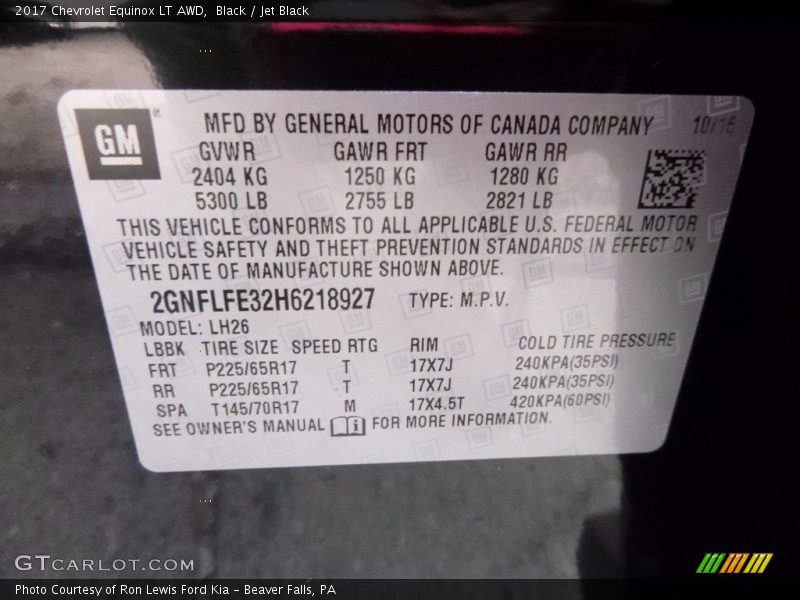 2017 Chevrolet Equinox LT AWD, Black / Jet Black
GM
MFD BY GENERAL MOTORS OF CANADA COMPANY
GVWR GAWR FRT GAWR RR
2404 KG 1250 KG 1280 KG
5300 LB 2755 LB 2821 LB
THIS VEHICLE CONFORMS TO ALL APPLICABLE U.S. FEDERAL MOTOR
VEHICLE SAFETY AND THEFT PREVENTION STANDARDS IN EFFECT ON
THE DATE OF MANUFACTURE SHOWN ABOVE.
2GNFLFE32H6218927 TYPE: M.P.V.
MODEL: LH26
LBBK TIRE SIZE SPEED RTG RIM COLD TIRE PRESSURE
FRT P225/65R17 T 17X7J 240KPA(35PSI)
RR P225/65R17 T 17X7J 240KPA(35PSI)
SPA T145/70R17 M 17X4.5T 420KPA(60PSI)
SEE OWNER'S MANUAL i FOR MORE INFORMATION.
GTCARLOT.COM
Photo Courtesy of Ron Lewis Ford Kia - Beaver Falls, PA